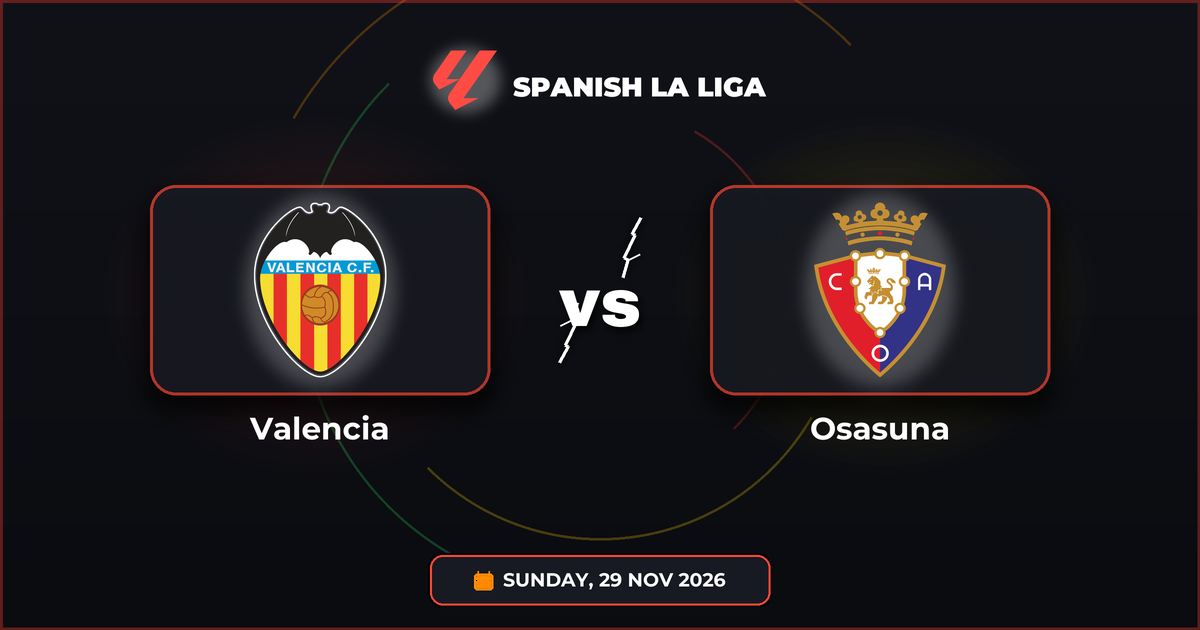 SPANISH LA LIGA
VALENCIA C.F.
C A
O
VS
Valencia
Osasuna
SUNDAY, 29 NOV 2026